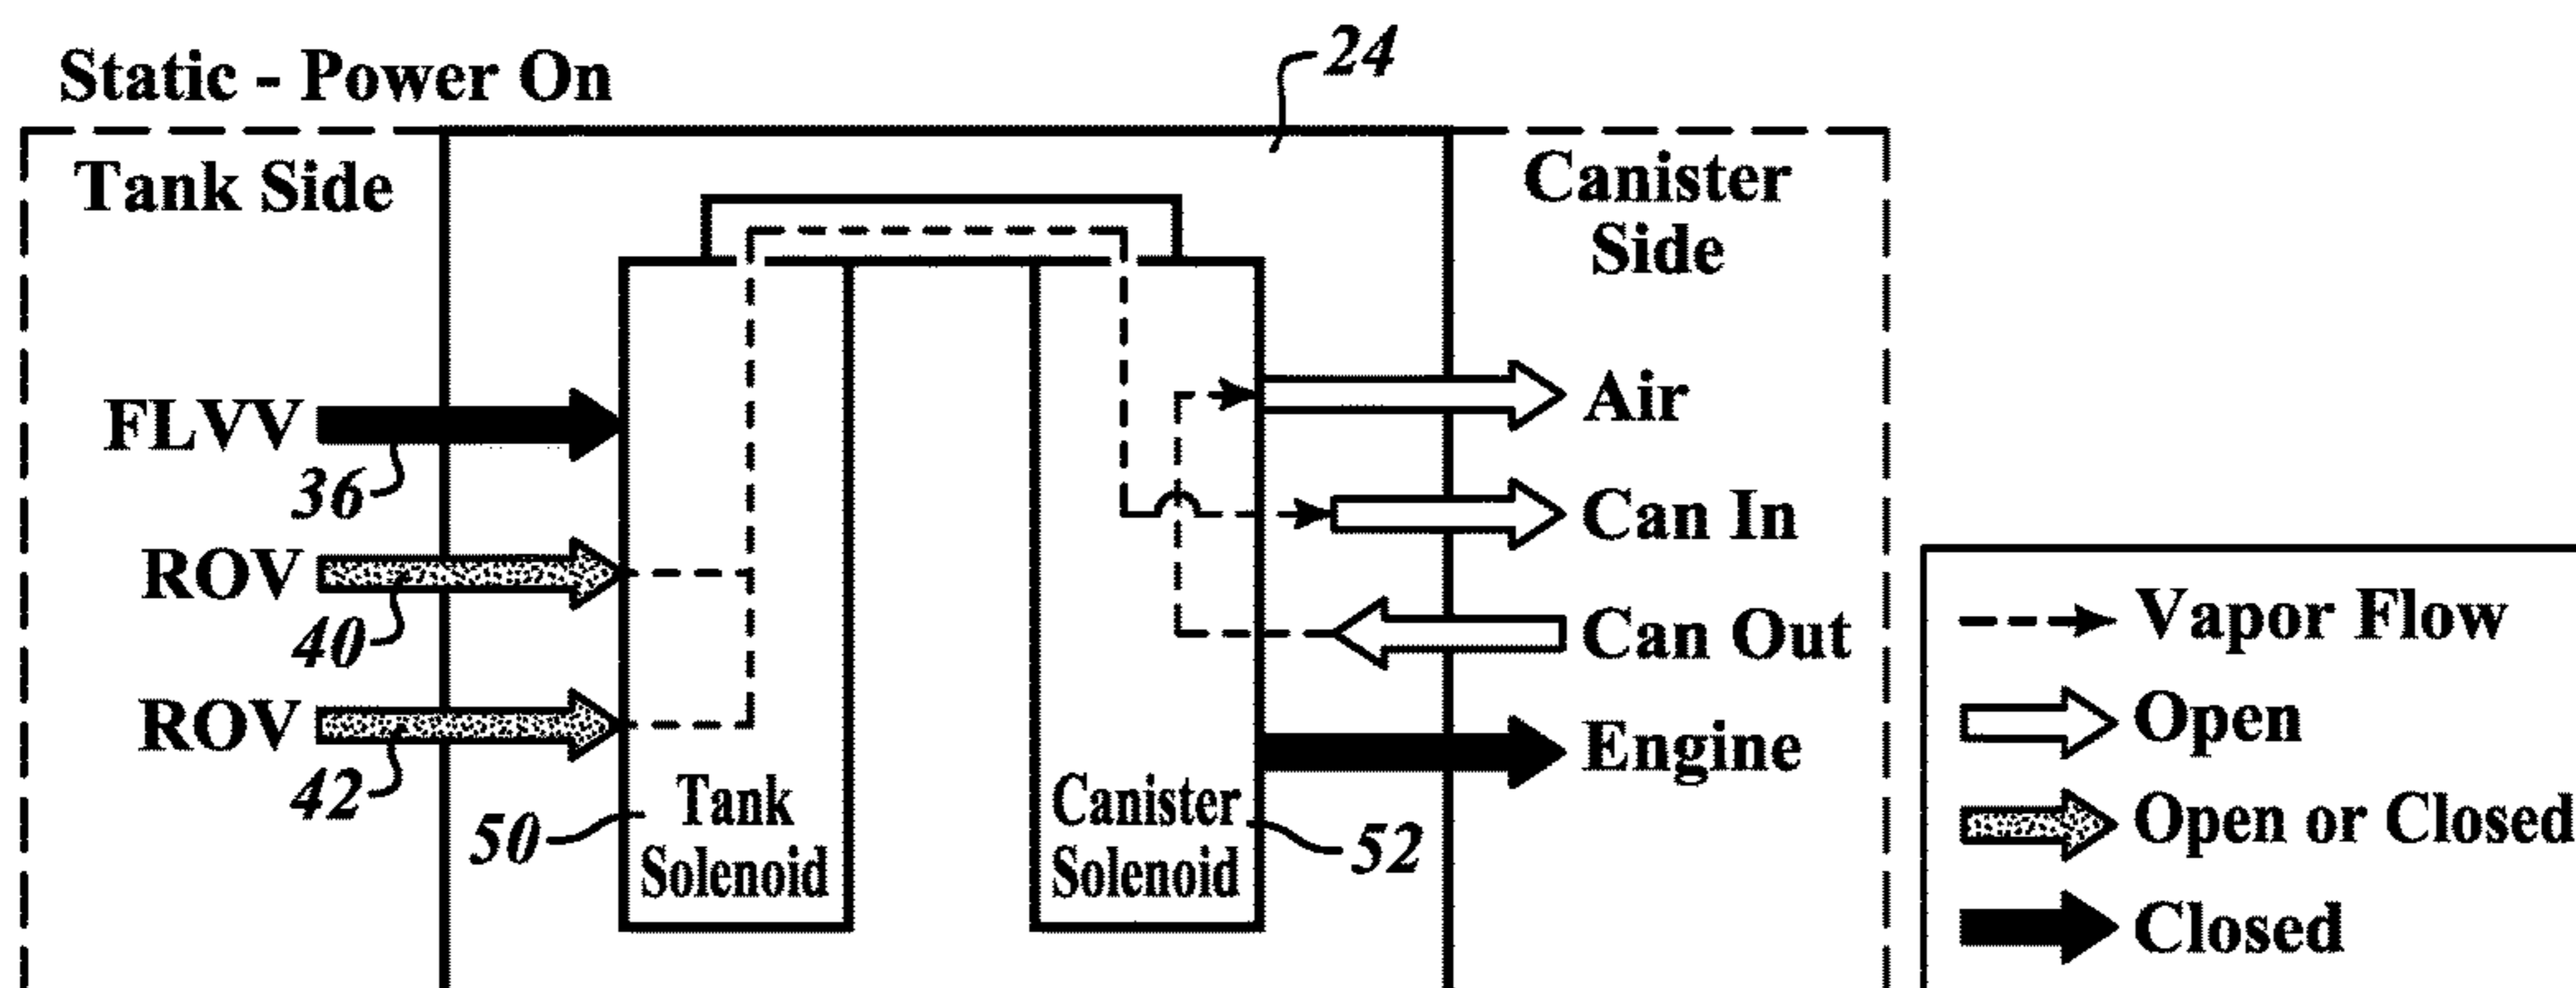 Static - Power On
24
Tank Side
Canister
Side
FLVV
36
ROV
40
ROV
42
50
Tank
Solenoid
Canister
Solenoid
52
Air
Can In
Can Out
Engine
Vapor Flow
Open
Open or Closed
Closed